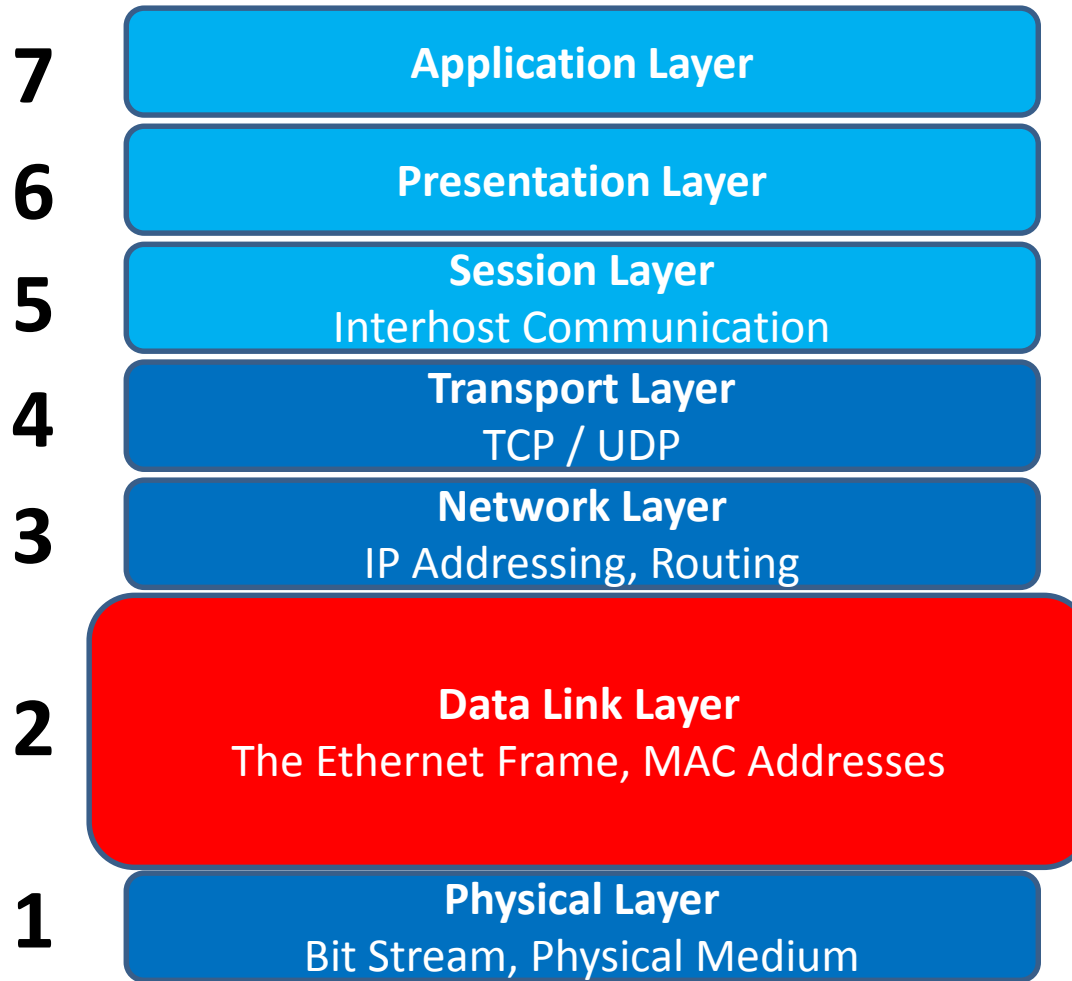 7
Application Layer
6
Presentation Layer
5
Session Layer
Interhost Communication
4
Transport Layer
TCP / UDP
3
Network Layer
IP Addressing, Routing
2
Data Link Layer
The Ethernet Frame, MAC Addresses
1
Physical Layer
Bit Stream, Physical Medium